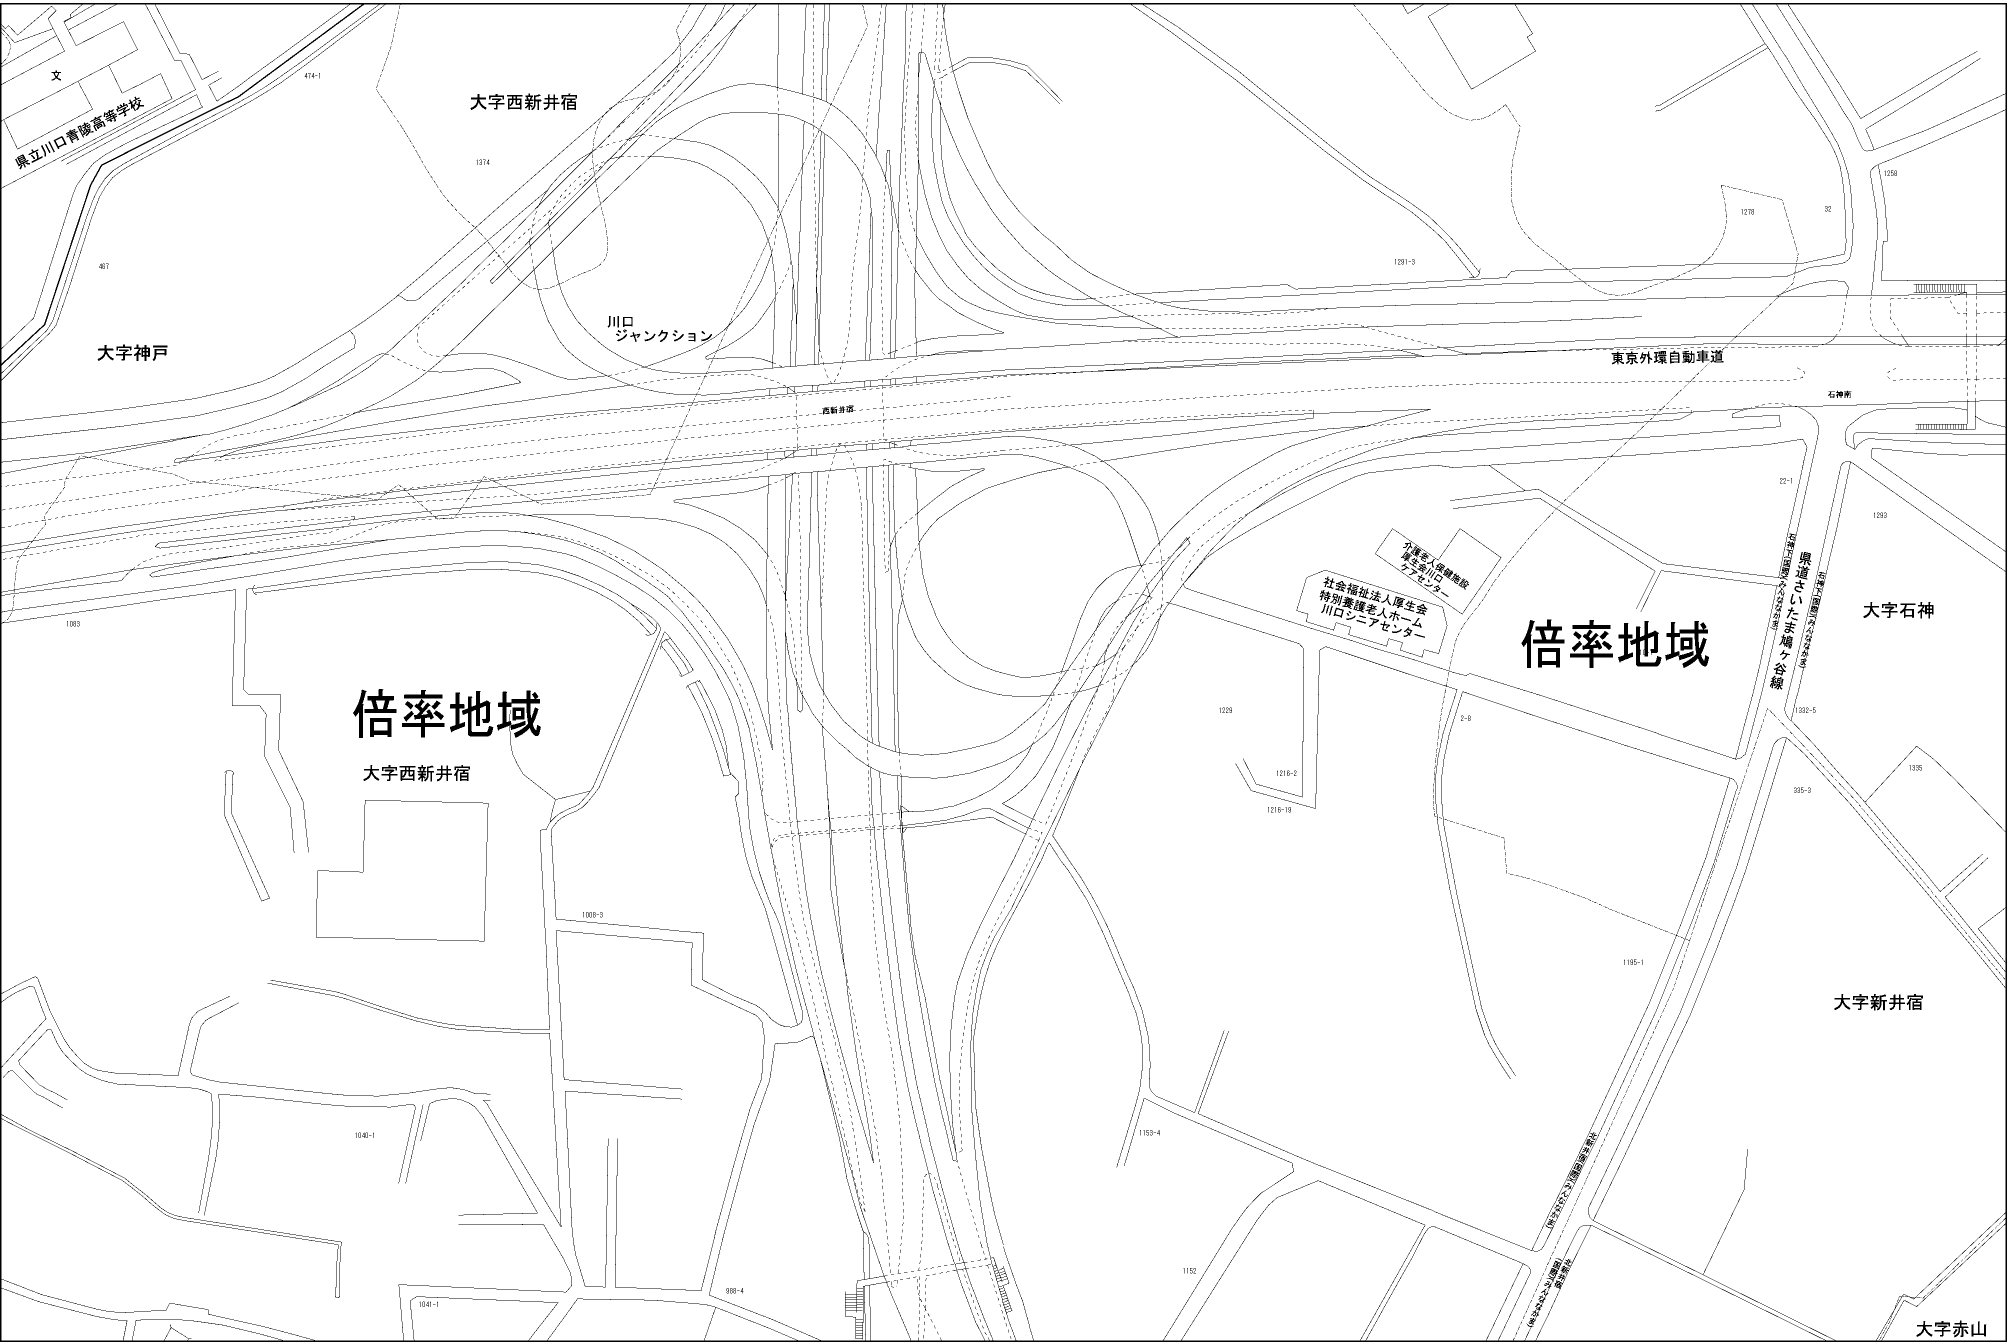 文
県立川口青陵高等学校
474-1
大字西新井宿
1374
467
大字神戸
川口
ジャンクション
1258
1278
32
1291-3
東京外環自動車道
西新井宿
石神南
22-1
1293
介護老人保健施設
厚生会川口
ケアセンター
社会福祉法人厚生会
特別養護老人ホーム
川口シニアセンター
倍率地域
県道さいたま鳩ヶ谷線
大字石神
1083
倍率地域
大字西新井宿
1229
2-8
1332-5
1216-2
1216-19
335-3
1335
1008-3
1195-1
大字新井宿
1040-1
1153-4
1152
988-4
1041-1
大字赤山